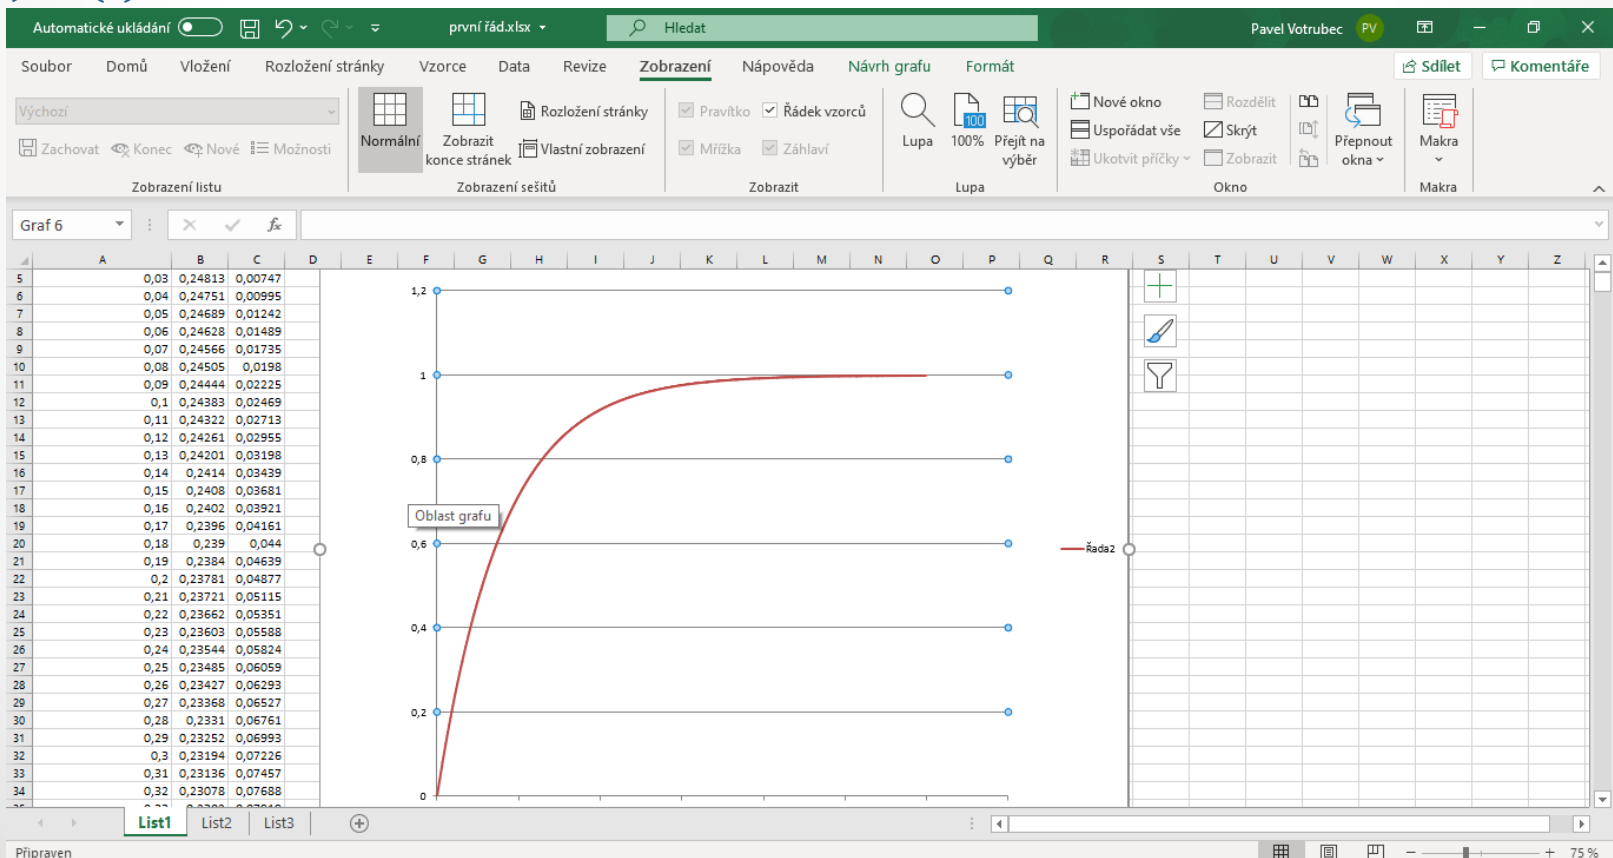 Automatické ukládání
první řád.xlsx
Hledat
Pavel Votrubec
PV
Soubor Domů Vložení Rozložení stránky Vzorce Data Revize Zobrazení Nápověda Návrh grafu Formát
Sdílet
Komentáře
Výchozí
Zachovat Konec Nové Možnosti
Zobrazení listu
Normální
Zobrazit
konce stránek
Rozložení stránky
Vlastní zobrazení
Zobrazení sešitů
Pravítko Řádek vzorců
Mřížka Záhlaví
Zobrazit
Lupa
100%
100
Přejít na
výběr
Lupa
Nové okno
Uspořádat vše
Ukotvit příčky
Rozdělit
Skrýt
Zobrazit
Přepnout
okna
Okno
Makra
Makra
Graf 6
fx
A B C D E F G H I J K L M N O P Q R S T U V W X Y Z
5 0,03 0,24813 0,00747
6 0,04 0,24751 0,00995
7 0,05 0,24689 0,01242
8 0,06 0,24628 0,01489
9 0,07 0,24566 0,01735
10 0,08 0,24505 0,0198
11 0,09 0,24444 0,02225
12 0,1 0,24383 0,02469
13 0,11 0,24322 0,02713
14 0,12 0,24261 0,02955
15 0,13 0,24201 0,03198
16 0,14 0,2414 0,03439
17 0,15 0,2408 0,03681
18 0,16 0,2402 0,03921
19 0,17 0,2396 0,04161
20 0,18 0,239 0,044
21 0,19 0,2384 0,04639
22 0,2 0,23781 0,04877
23 0,21 0,23721 0,05115
24 0,22 0,23662 0,05351
25 0,23 0,23603 0,05588
26 0,24 0,23544 0,05824
27 0,25 0,23485 0,06059
28 0,26 0,23427 0,06293
29 0,27 0,23368 0,06527
30 0,28 0,2331 0,06761
31 0,29 0,23252 0,06993
32 0,3 0,23194 0,07226
33 0,31 0,23136 0,07457
34 0,32 0,23078 0,07688
1,2
1
0,8
Oblast grafu
0,6
0,4
0,2
0
Řada2
List1 List2 List3
Připraven
75 %